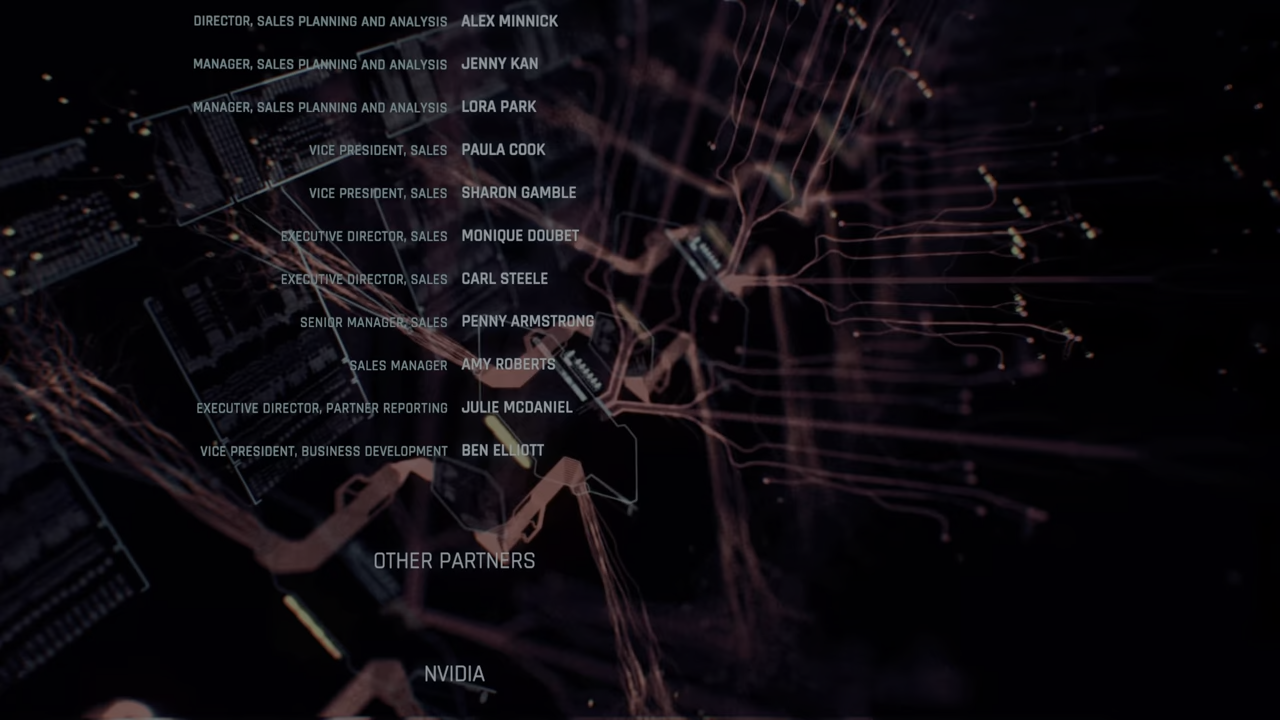 DIRECTOR, SALES PLANNING AND ANALYSIS ALEX MINNICK
MANAGER, SALES PLANNING AND ANALYSIS JENNY KAN
MANAGER, SALES PLANNING AND ANALYSIS LORA PARK
VICE PRESIDENT, SALES PAULA COOK
VICE PRESIDENT, SALES SHARON GAMBLE
EXECUTIVE DIRECTOR, SALES MONIQUE DOUBET
EXECUTIVE DIRECTOR, SALES CARL STEELE
SENIOR MANAGER, SALES PENNY ARMSTRONG
SALES MANAGER AMY ROBERTS
EXECUTIVE DIRECTOR, PARTNER REPORTING JULIE MCDANIEL
VICE PRESIDENT, BUSINESS DEVELOPMENT BEN ELLIOTT
OTHER PARTNERS
NVIDIA